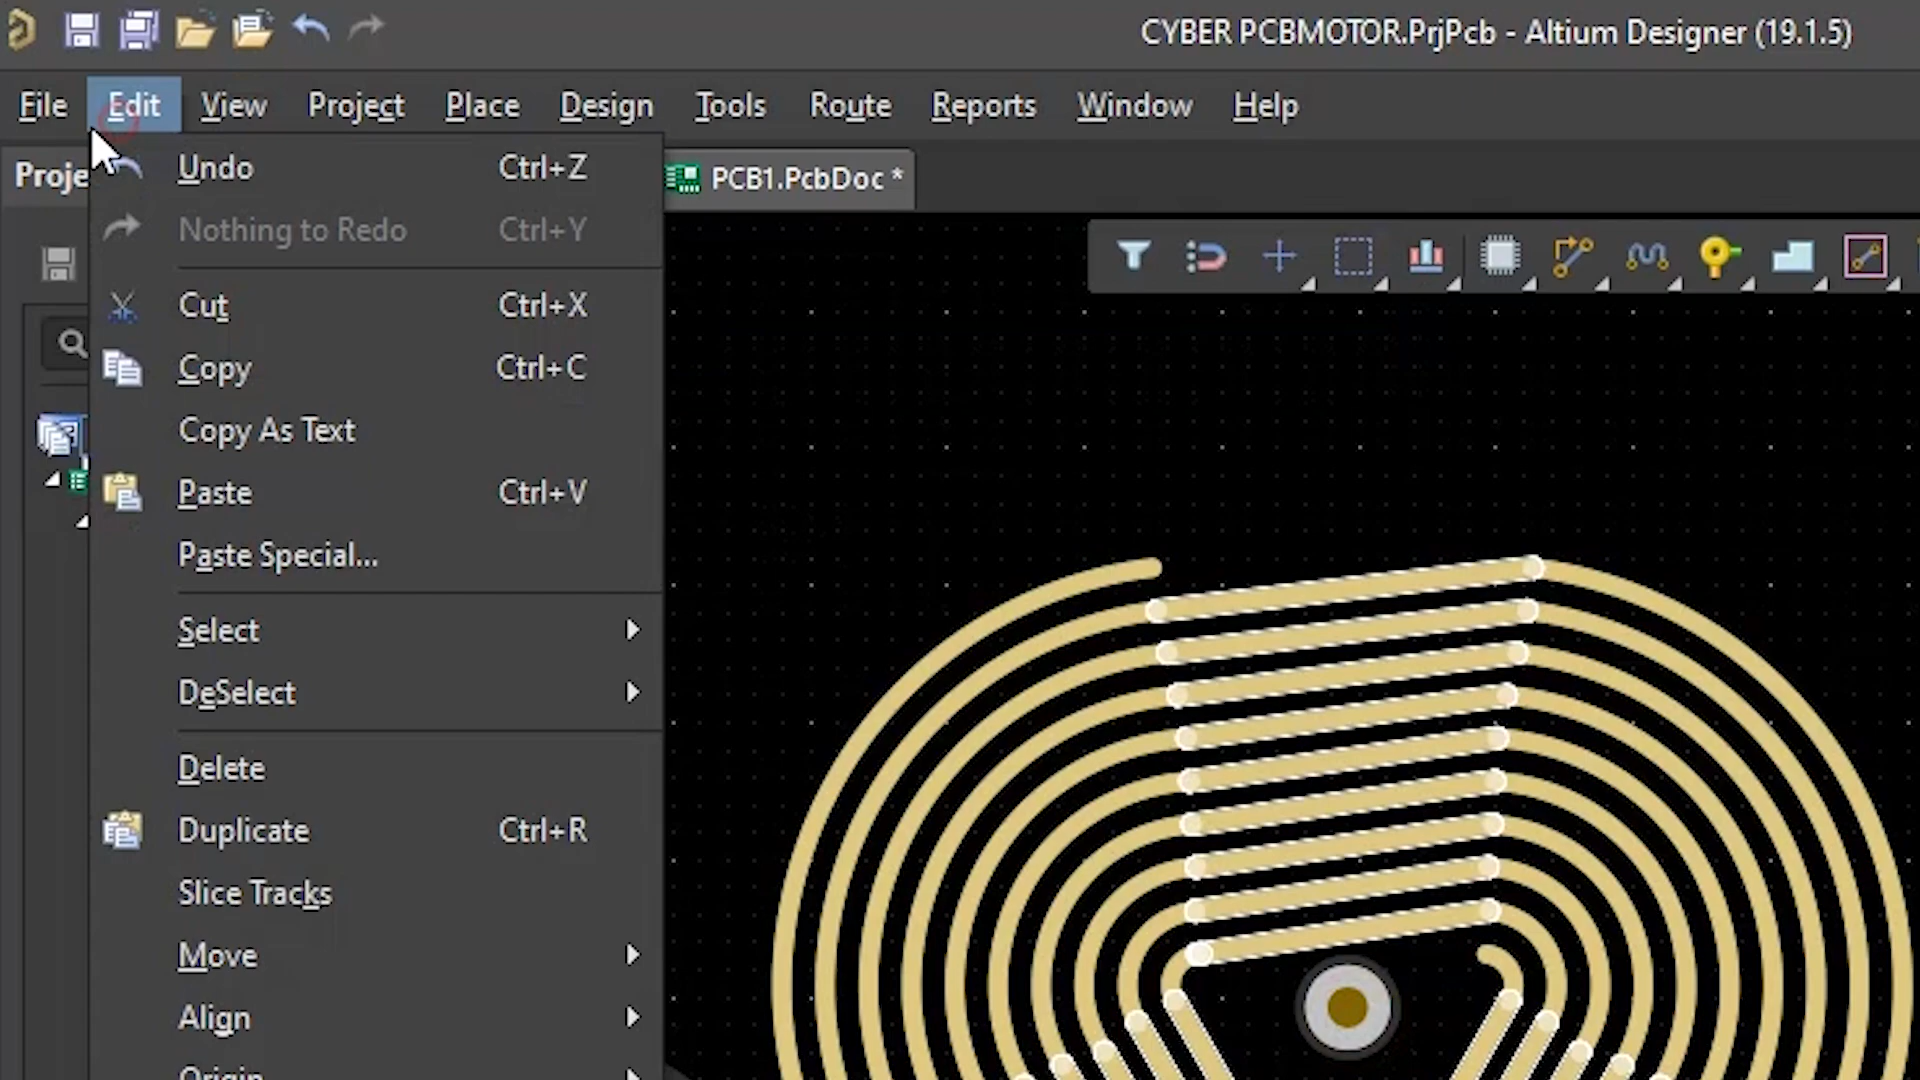 CYBER PCBMOTOR.PrjPcb - Altium Designer (19.1.5)
File Edit View Project Place Design Tools Route Reports Window Help
Proje
PCB1.PcbDoc *
Undo Ctrl+Z
Nothing to Redo Ctrl+Y
Cut Ctrl+X
Copy Ctrl+C
Copy As Text
Paste Ctrl+V
Paste Special...
Select
DeSelect
Delete
Duplicate Ctrl+R
Slice Tracks
Move
Align
Origin